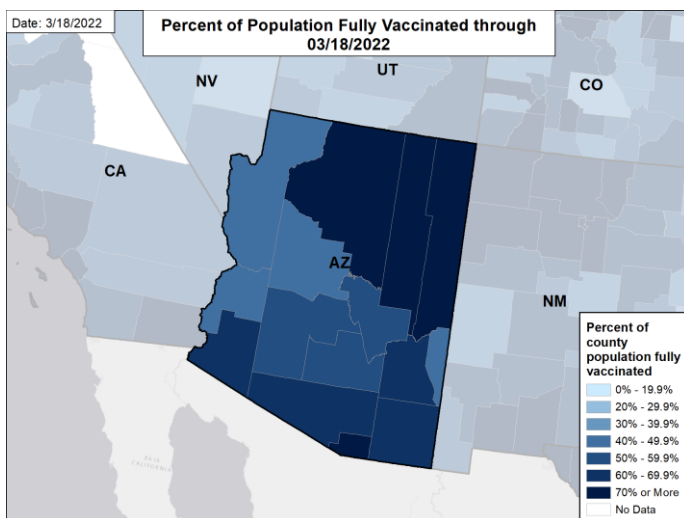 Date: 3/18/2022
Percent of Population Fully Vaccinated through
03/18/2022
NV
UT
CO
CA
AZ
NM
BAJA
CALIFORNIA
Percent of
county
population fully
vaccinated
0% - 19.9%
20% - 29.9%
30% - 39.9%
40% - 49.9%
50% - 59.9%
60% - 69.9%
70% or More
No Data